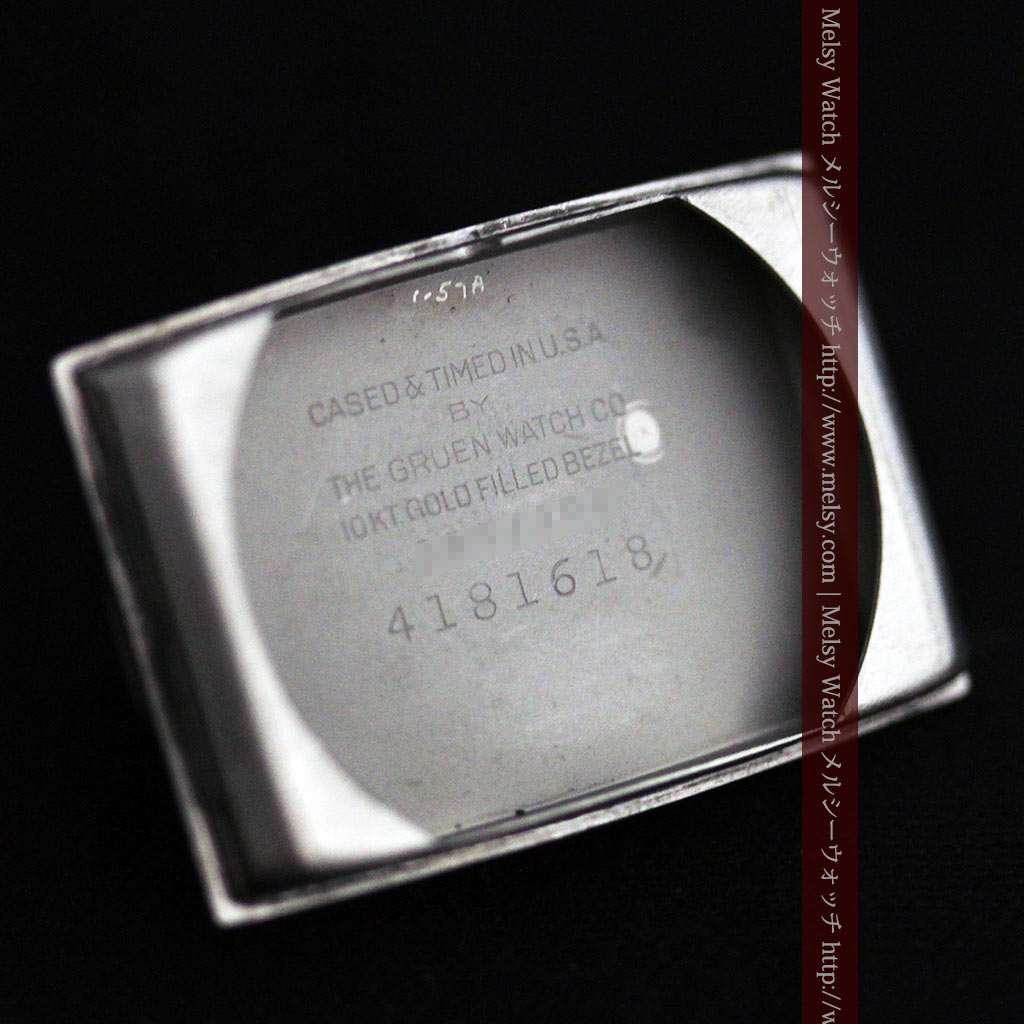 1-57A
CASED & TIMED IN U.S.A
BY
THE GRUEN WATCH CO.
10 KT GOLD FILLED BEZEL
4181618
Melsy Watch メルシーウォッチ http://www.melsy.com | Melsy Watch メルシーウォッチ http://w